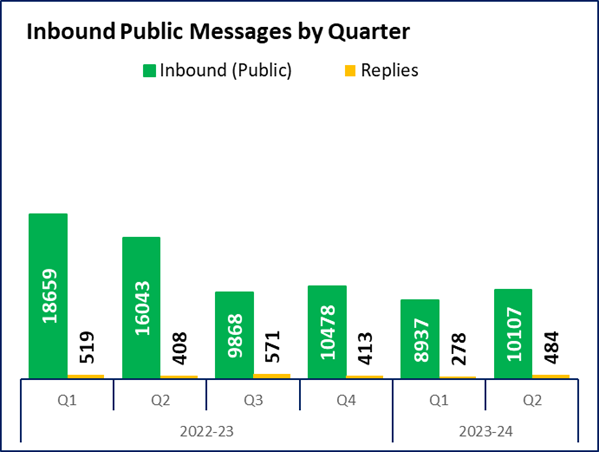 Inbound Public Messages by Quarter
Inbound (Public) Replies
18659 519 16043 408 9868 571 10478 413 8937 278 10107 484
Q1 Q2 Q3 Q4 Q1 Q2
2022-23 2023-24